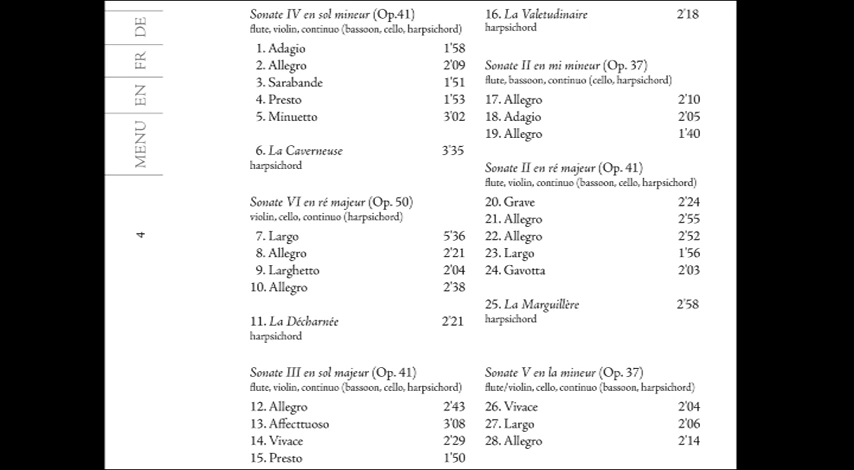 DE
FR
EN
MENU
4
Sonate IV en sol mineur (Op.41)
flute, violin, continuo (bassoon, cello, harpsichord)
1. Adagio 1'58
2. Allegro 2'09
3. Sarabande 1'51
4. Presto 1'53
5. Minuetto 3'02
6. La Caverneuse 3'35
harpsichord
Sonate VI en ré majeur (Op. 50)
violin, cello, continuo (harpsichord)
7. Largo 5'36
8. Allegro 2'21
9. Larghetto 2'04
10. Allegro 2'38
11. La Décharnée 2'21
harpsichord
Sonate III en sol majeur (Op. 41)
flute, violin, continuo (bassoon, cello, harpsichord)
12. Allegro 2'43
13. Affecttuoso 3'08
14. Vivace 2'29
15. Presto 1'50
16. La Valetudinaire 2'18
harpsichord
Sonate II en mi mineur (Op. 37)
flute, bassoon, continuo (cello, harpsichord)
17. Allegro 2'10
18. Adagio 2'05
19. Allegro 1'40
Sonate II en ré majeur (Op. 41)
flute, violin, continuo (bassoon, cello, harpsichord)
20. Grave 2'24
21. Allegro 2'55
22. Allegro 2'52
23. Largo 1'56
24. Gavotta 2'03
25. La Marguillère 2'58
harpsichord
Sonate V en la mineur (Op. 37)
flute/violin, cello, continuo (bassoon, harpsichord)
26. Vivace 2'04
27. Largo 2'06
28. Allegro 2'14